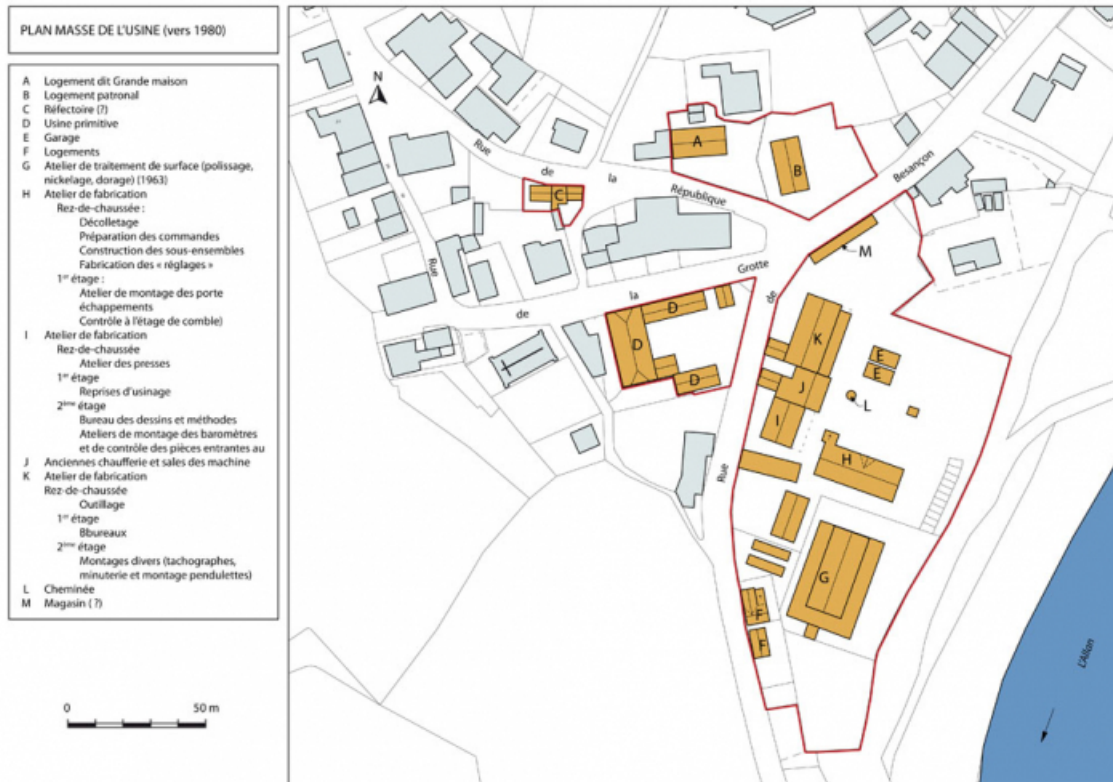 PLAN MASSE DE L'USINE (vers 1980)
A Logement dit Grande maison
B Logement patronal
C Réfectoire (?)
D Usine primitive
E Garage
F Logements
G Atelier de traitement de surface (polissage,
nickelage, dorage) (1963)
H Atelier de fabrication
Rez-de-chaussée :
Décolletage
Préparation des commandes
Construction des sous-ensembles
Fabrication des « réglages »
1er étage :
Atelier de montage des porte
échappements
Contrôle à l'étage de comble)
I Atelier de fabrication
Rez-de-chaussée
Atelier des presses
1er étage
Reprises d'usinage
2ème étage
Bureau des dessins et méthodes
Ateliers de montage des baromètres
et de contrôle des pièces entrantes au
J Anciennes chaufferie et sales des machine
K Atelier de fabrication
Rez-de-chaussée
Outillage
1er étage
Bbureaux
2ème étage
Montages divers (tachographes,
minuterie et montage pendulettes)
L Cheminée
M Magasin ( ?)
0 50 m
N
Rue de la République
A
B
C
Besançon
M
Rue de la Grotte
de
D
D
D
K
E
E
J
L
I
H
Rue
G
F
F
L'Allan